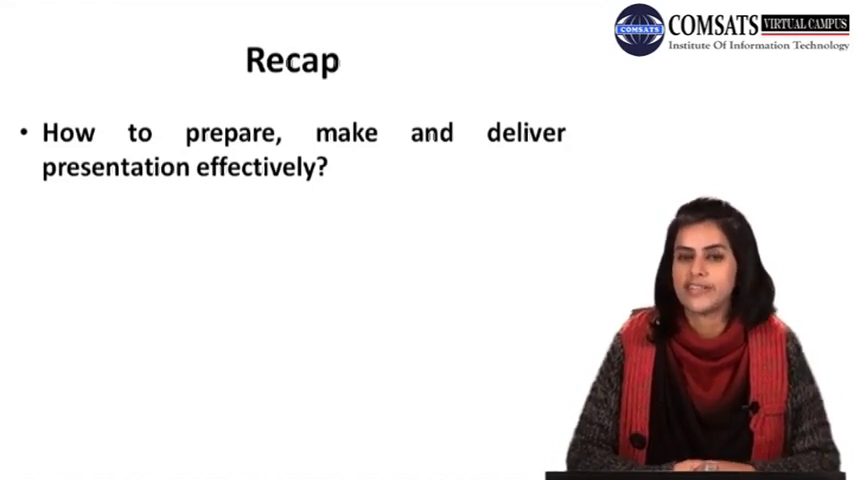 COMSATS VIRTUAL CAMPUS
Institute Of Information Technology
COMSATS
Recap
• How to prepare, make and deliver
presentation effectively?